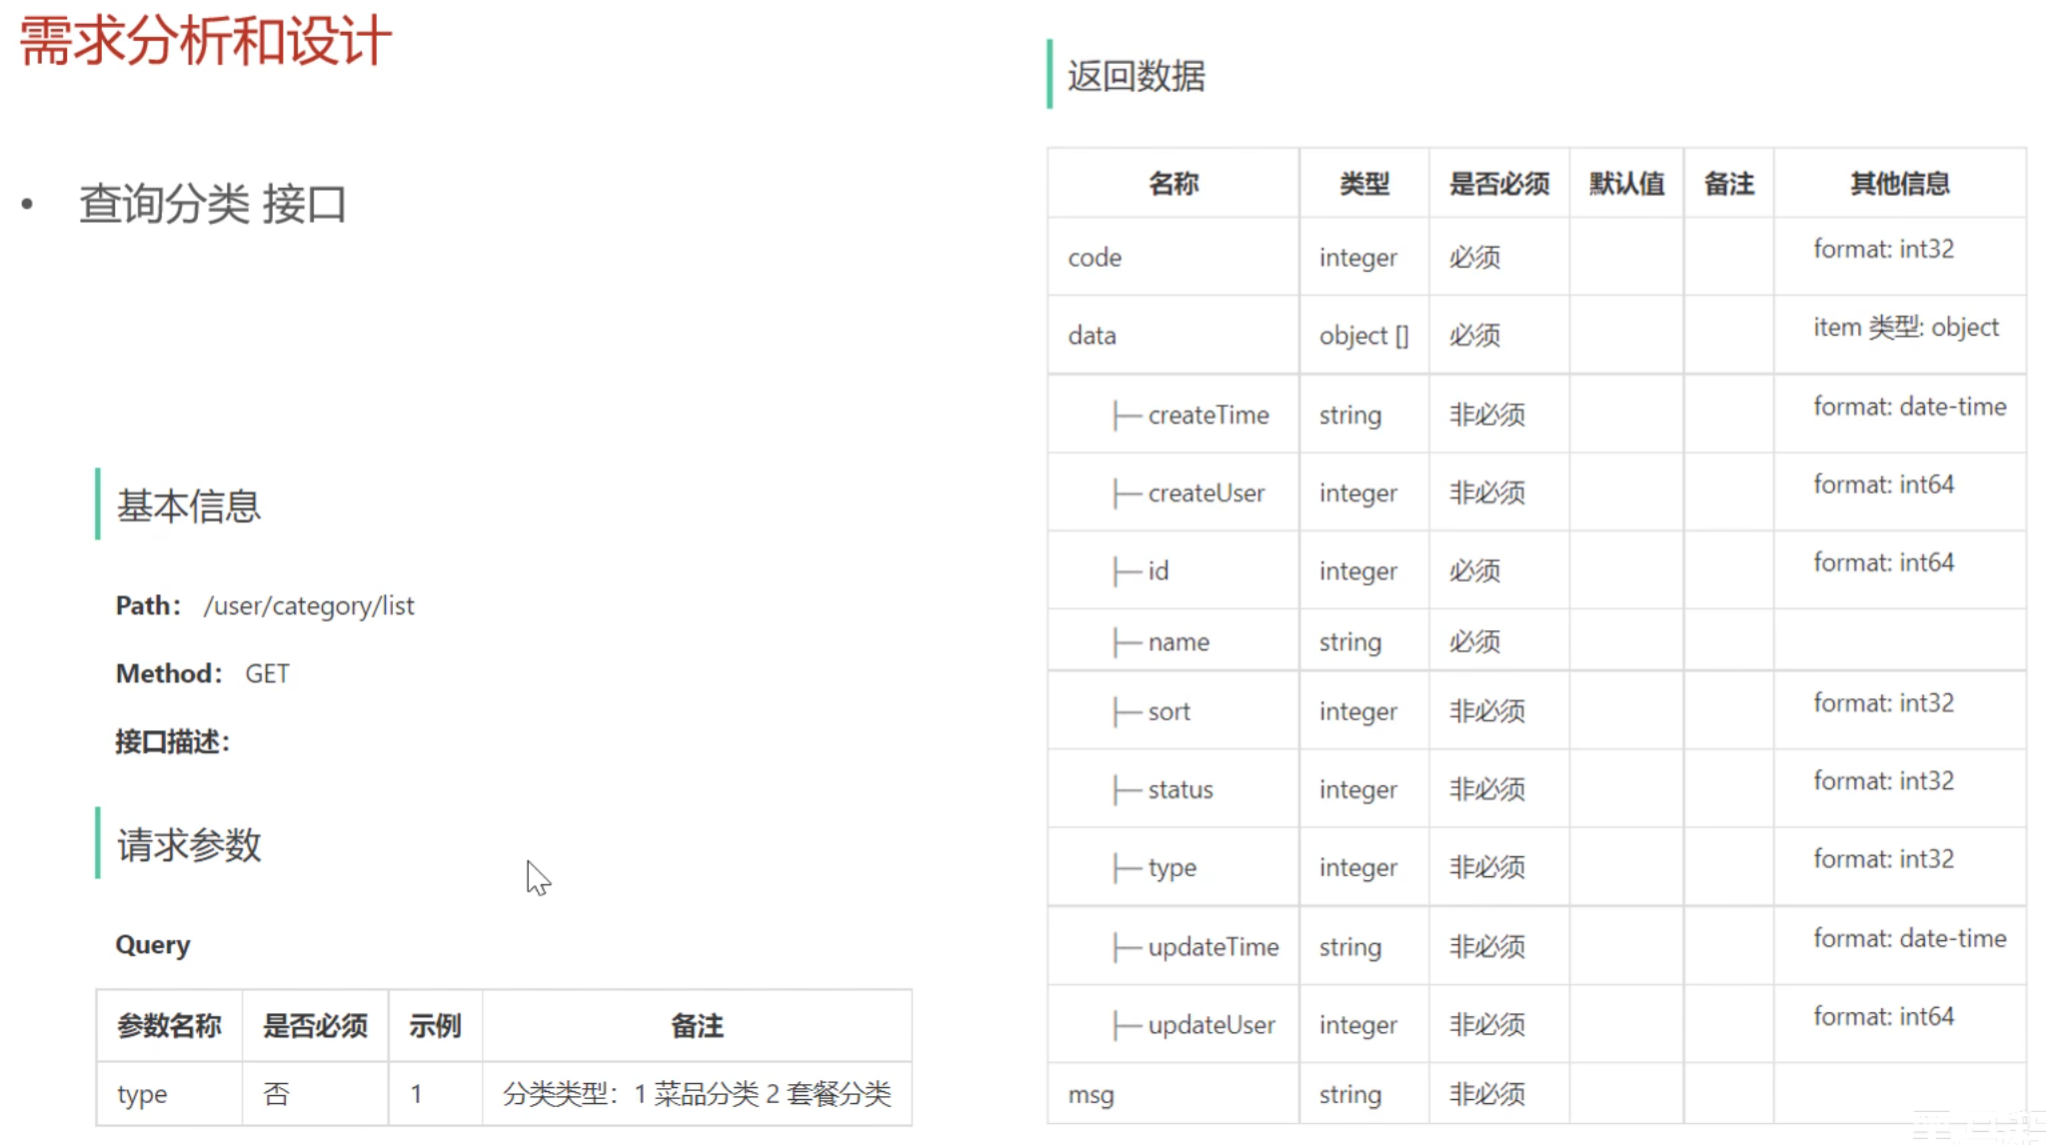 需求分析和设计
• 查询分类 接口
基本信息
Path： /user/category/list
Method： GET
接口描述：
请求参数
Query
参数名称 是否必须 示例 备注
type 否 1 分类类型：1 菜品分类 2 套餐分类
返回数据
名称 类型 是否必须 默认值 备注 其他信息
code integer 必须 format: int32
data object [] 必须 item 类型: object
├─ createTime string 非必须 format: date-time
├─ createUser integer 非必须 format: int64
├─ id integer 必须 format: int64
├─ name string 必须
├─ sort integer 非必须 format: int32
├─ status integer 非必须 format: int32
├─ type integer 非必须 format: int32
├─ updateTime string 非必须 format: date-time
├─ updateUser integer 非必须 format: int64
msg string 非必须